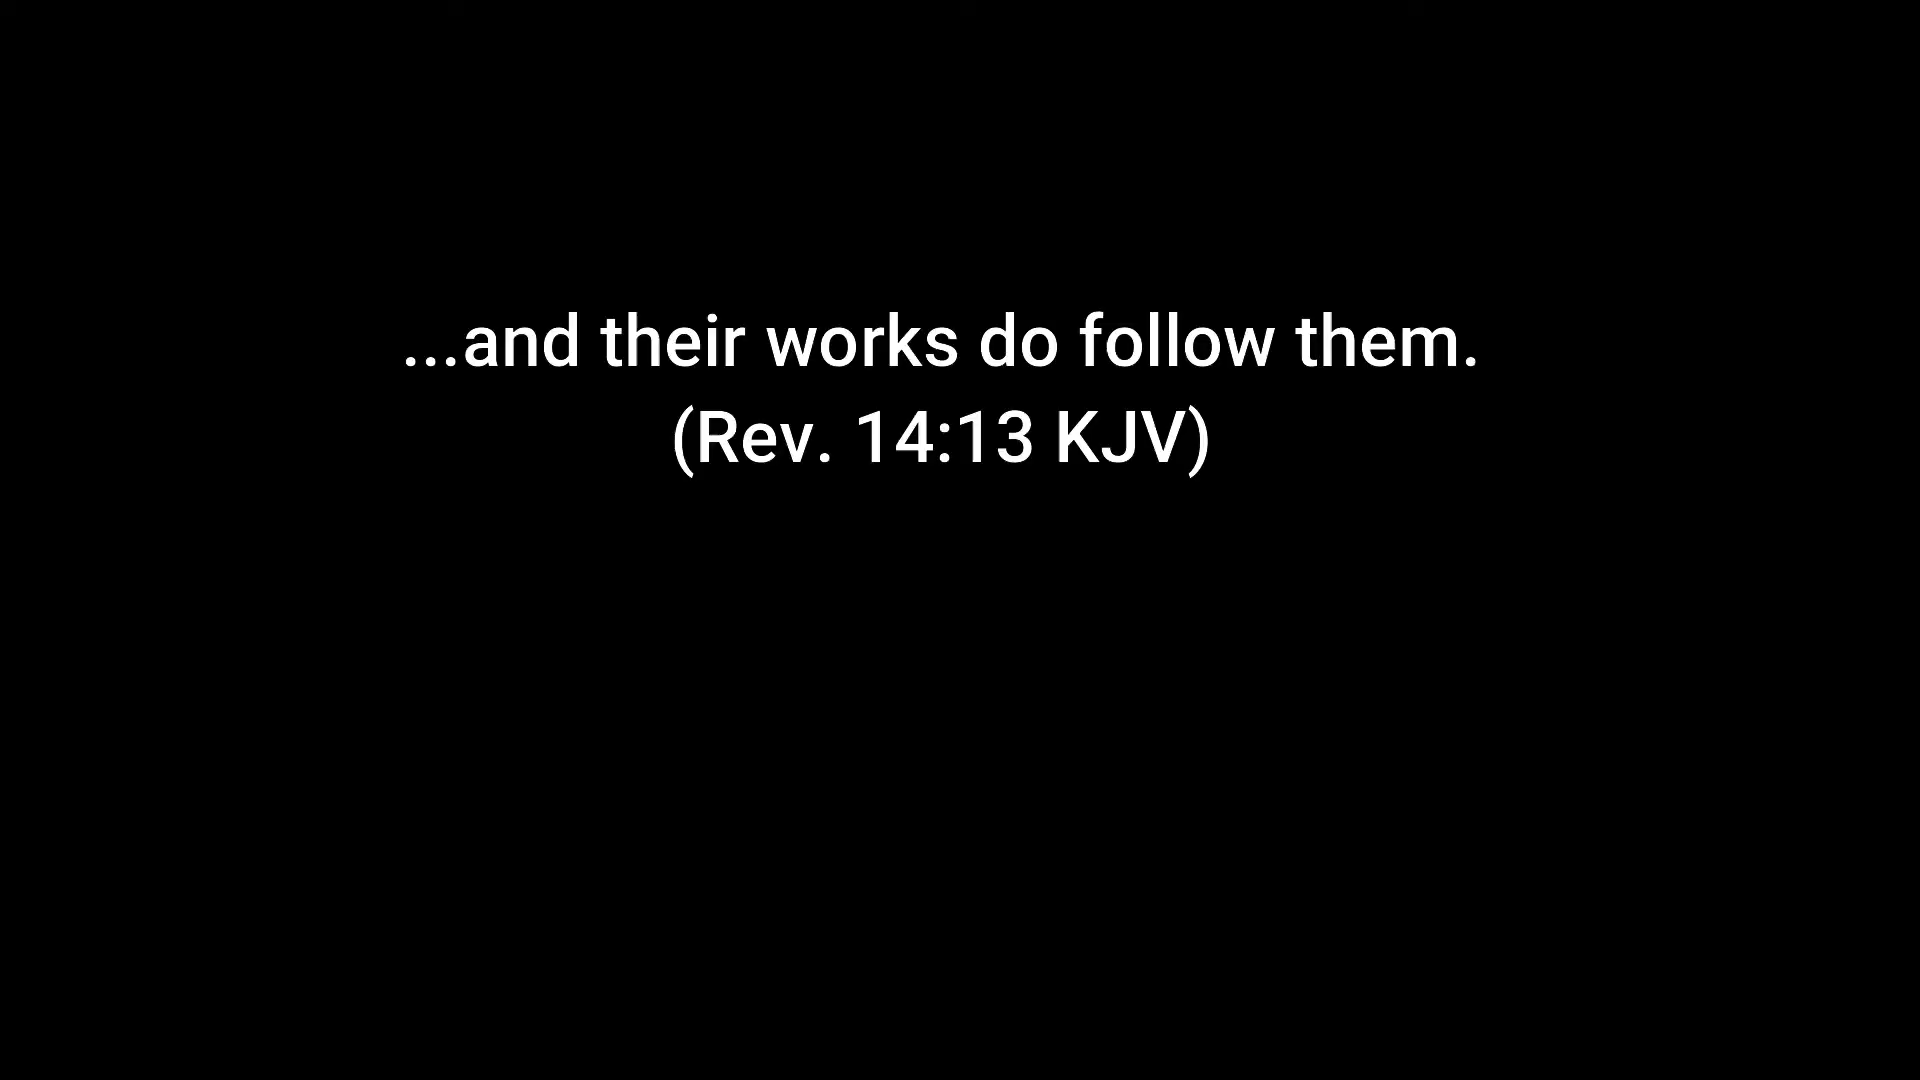 ...and their works do follow them.
(Rev. 14:13 KJV)